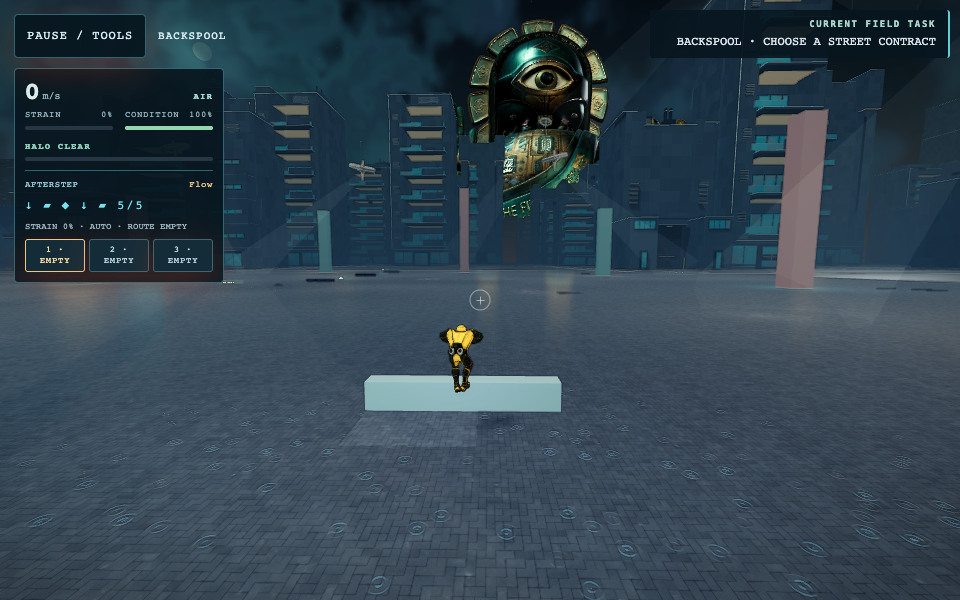 PAUSE / TOOLS
BACKSPOOL
CURRENT FIELD TASK
BACKSPOOL · CHOOSE A STREET CONTRACT
0 m/s
AIR
STRAIN 0%
CONDITION 100%
HALO CLEAR
AFTERSTEP
Flow
5/5
STRAIN 0% · AUTO · ROUTE EMPTY
1 · EMPTY
2 · EMPTY
3 · EMPTY